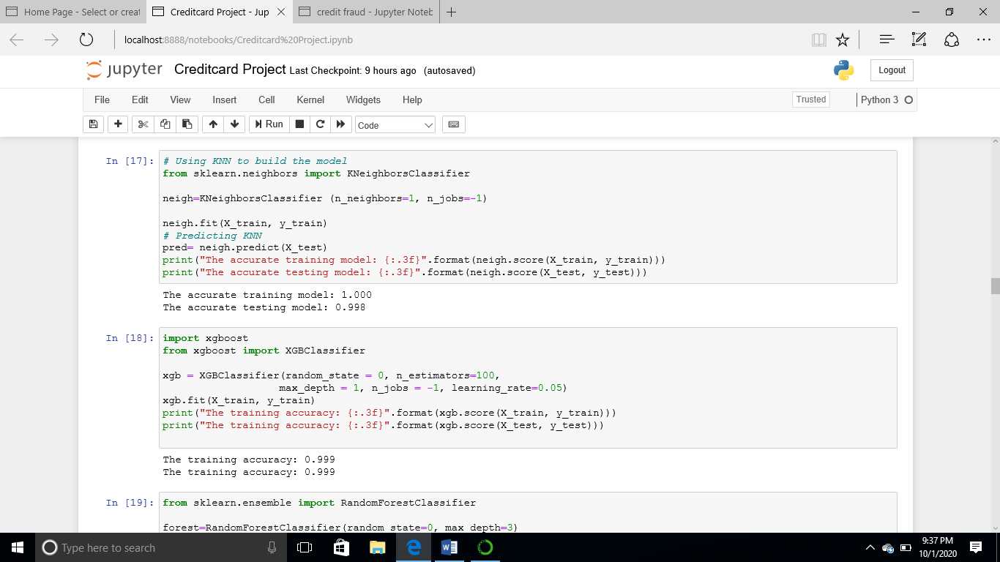 Home Page - Select or creat
Creditcard Project - Jup
credit fraud - Jupyter Noteb
localhost:8888/notebooks/Creditcard%20Project.ipynb
jupyter Creditcard Project Last Checkpoint: 9 hours ago (autosaved)
Logout
File Edit View Insert Cell Kernel Widgets Help
Trusted
Python 3
Run
Code
In [17]: # Using KNN to build the model
from sklearn.neighbors import KNeighborsClassifier
neigh=KNeighborsClassifier (n_neighbors=1, n_jobs=-1)
neigh.fit(X_train, y_train)
# Predicting KNN
pred= neigh.predict(X_test)
print("The accurate training model: {:.3f}".format(neigh.score(X_train, y_train)))
print("The accurate testing model: {:.3f}".format(neigh.score(X_test, y_test)))
The accurate training model: 1.000
The accurate testing model: 0.998
In [18]: import xgboost
from xgboost import XGBClassifier
xgb = XGBClassifier(random_state = 0, n_estimators=100,
max_depth = 1, n_jobs = -1, learning_rate=0.05)
xgb.fit(X_train, y_train)
print("The training accuracy: {:.3f}".format(xgb.score(X_train, y_train)))
print("The training accuracy: {:.3f}".format(xgb.score(X_test, y_test)))
The training accuracy: 0.999
The training accuracy: 0.999
In [19]: from sklearn.ensemble import RandomForestClassifier
forest=RandomForestClassifier(random_state=0, max_depth=3)
Type here to search
9:37 PM
10/1/2020